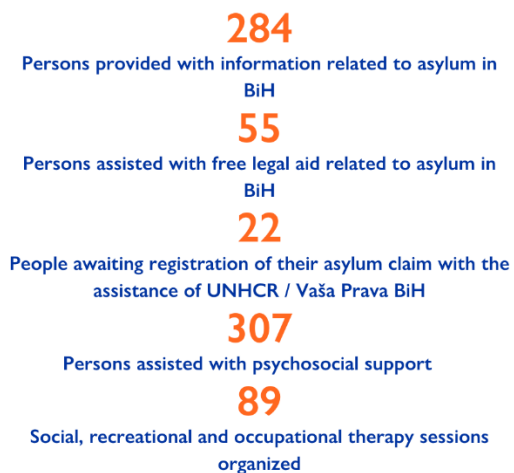 284
Persons provided with information related to asylum in
BiH
55
Persons assisted with free legal aid related to asylum in
BiH
22
People awaiting registration of their asylum claim with the
assistance of UNHCR / Vaša Prava BiH
307
Persons assisted with psychosocial support
89
Social, recreational and occupational therapy sessions
organized